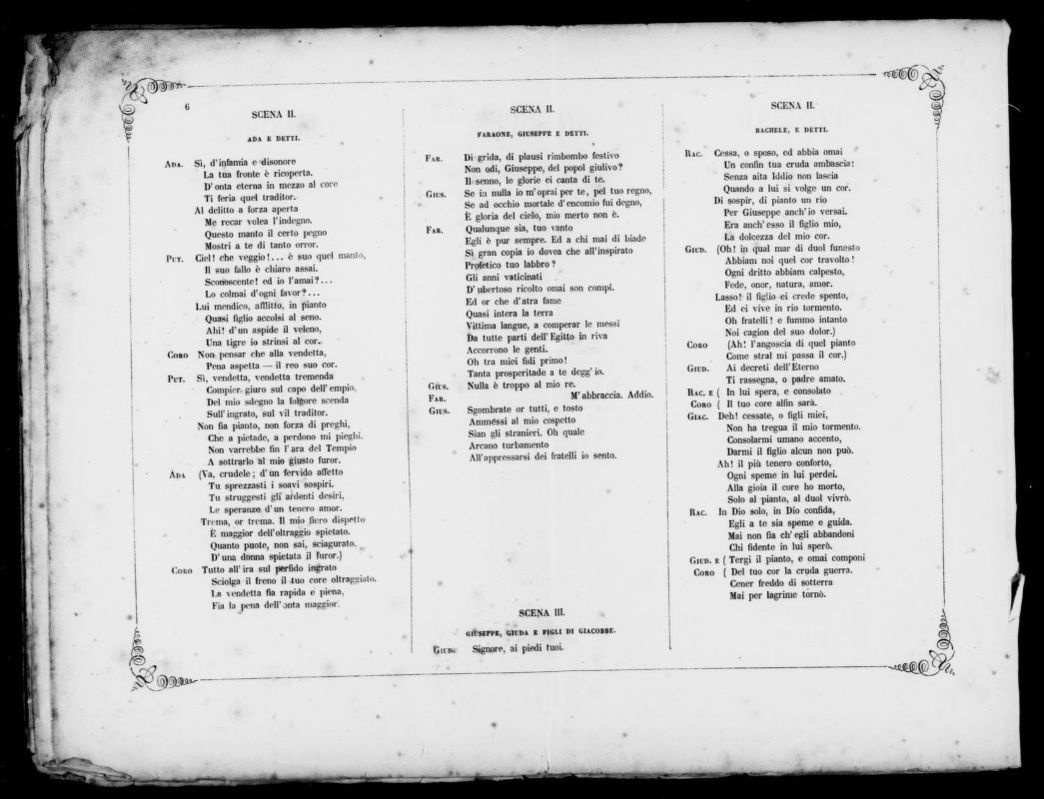 6
SCENA II.
ADA E DETTI.
ADA. Sì, d'infamia e disonore
La tua fronte è ricoperta.
D'onta eterna in mezzo al core
Ti feria quel traditor.
Al delitto a forza aperta
Me recar volea l'indegno.
Questo manto il certo pegno
Mostri a te di tanto orror.
PUT. Ciel! che veggio!... è suo quel manto,
Il suo fallo è chiaro assai.
Sconoscente! ed io l'amai?...
Lo colmai d'ogni favor?...
Lui mendico, afflitto, in pianto
Quasi figlio accolsi al seno.
Ahi! d'un aspide il veleno,
Una tigre io strinsi al cor.
CORO Non pensar che alla vendetta,
Pena aspetta — il reo suo cor.
PUT. Sì, vendetta, vendetta tremenda
Compier giuro sul capo dell'empio,
Del mio sdegno la folgore scenda
Sull'ingrato, sul vil traditor.
Non fia pianto, non forza di preghi,
Che a pietade, a perdono mi pieghi.
Non varrebbe fin l'ara del Tempio
A sottrarlo al mio giusto furor.
ADA (Va, crudele; d'un fervido affetto
Tu sprezzasti i soavi sospiri.
Tu struggesti gli ardenti desiri,
Le speranze d'un tenero amor.
Trema, or trema. Il mio fiero dispetto
È maggior dell'oltraggio spietato.
Quanto puote, non sai, sciagurato.
D'una donna spietata il furor.)
CORO Tutto all'ira sul perfido ingrato
Sciolga il freno il tuo core oltraggiato.
La vendetta fia rapida e piena,
Fia la pena dell'onta maggior.
SCENA II.
FARAONE, GIUSEPPE E DETTI.
FAR. Di grida, di plausi rimbombo festivo
Non odi, Giuseppe, del popol giulivo?
Il senno, le glorie ei canta di te.
GIUS. Se in nulla io m'oprai per te, pel tuo regno,
Se ad occhio mortale d'encomio fui degno,
È gloria del cielo, mio merto non è.
FAR. Qualunque sia, tuo vanto
Egli è pur sempre. Ed a chi mai di biade
Sì gran copia io dovea che all'inspirato
Profetico tuo labbro?
Gli anni vaticinati
D'ubertoso ricolto omai son compi.
Ed or che d'atra fame
Quasi intera la terra
Vittima langue, a comperar le messi
Da tutte parti dell'Egitto in riva
Accorrono le genti.
Oh tra miei fidi primo!
Tanta prosperitade a te degg'io.
GIUS. Nulla è troppo al mio re.
FAR. M'abbraccia. Addio.
GIUS. Sgombrate or tutti, e tosto
Ammessi al mio cospetto
Sian gli stranieri. Oh quale
Arcano turbamento
All'appressarsi dei fratelli io sento.
SCENA III.
GIUSEPPE, GIUDA E FIGLI DI GIACOBBE.
GIUD. Signore, ai piedi tuoi.
SCENA II.
RACHELE, E DETTI.
RAC. Cessa, o sposo, ed abbia omai
Un confin tua cruda ambascia:
Senza aita Iddio non lascia
Quando a lui si volge un cor.
Di sospir, di pianto un rio
Per Giuseppe anch'io versai.
Era anch'esso il figlio mio,
La dolcezza del mio cor.
GIUD. (Oh! in qual mar di duol funesto
Abbiam noi quel cor travolto!
Ogni dritto abbiam calpesto,
Fede, onor, natura, amor.
Lasso! il figlio ei crede spento,
Ed ei vive in rio tormento.
Oh fratelli! e fummo intanto
Noi cagion del suo dolor.)
CORO (Ah! l'angoscia di quel pianto
Come stral mi passa il cor.)
GIUD. Ai decreti dell'Eterno
Ti rassegna, o padre amato.
RAC. E ( In lui spera, e consolato
CORO ( Il tuo core alfin sarà.
GIAC. Deh! cessate, o figli miei,
Non ha tregua il mio tormento.
Consolarmi umano accento,
Darmi il figlio alcun non può.
Ah! il più tenero conforto,
Ogni speme in lui perdei.
Alla gioia il core ho morto,
Solo al pianto, al duol vivrò.
RAC. In Dio solo, in Dio confida,
Egli a te sia speme e guida.
Mai non fia ch'egli abbandoni
Chi fidente in lui sperò.
GIUD. E ( Tergi il pianto, e omai componi
CORO ( Del tuo cor la cruda guerra.
Cener freddo di sotterra
Mai per lagrime tornò.